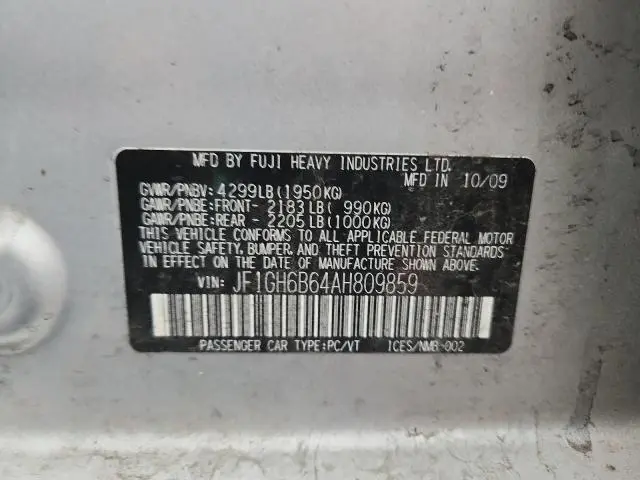 MFD BY FUJI HEAVY INDUSTRIES LTD.
MFD IN 10/09
GVWR/PNBV: 4299LB(1950KG)
GAWR/PNBE:FRONT- 2183LB( 990KG)
GAWR/PNBE:REAR - 2205LB(1000KG)
THIS VEHICLE CONFORMS TO ALL APPLICABLE FEDERAL MOTOR
VEHICLE SAFETY, BUMPER, AND THEFT PREVENTION STANDARDS
IN EFFECT ON THE DATE OF MANUFACTURE SHOWN ABOVE.
VIN: JF1GH6B64AH809859
PASSENGER CAR TYPE:PC/VT ICES/NMB-002